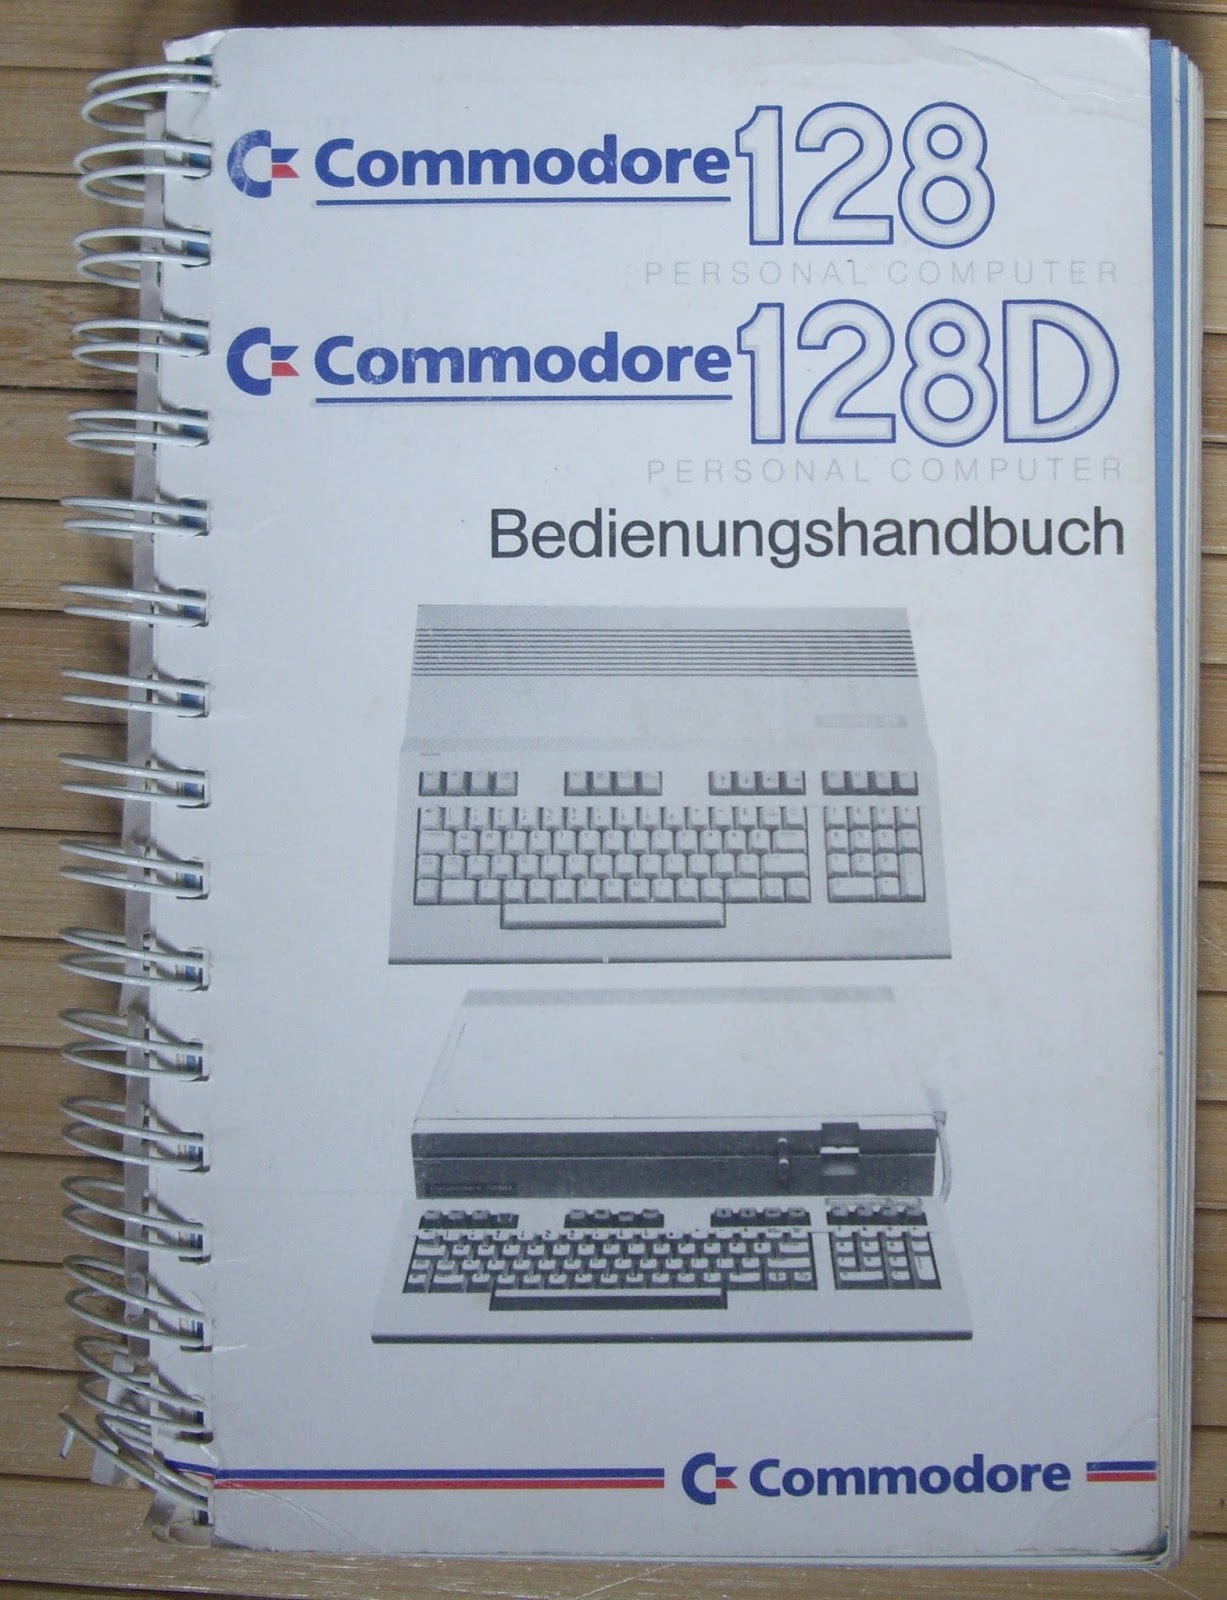 Commodore 128
PERSONAL COMPUTER
Commodore 128D
PERSONAL COMPUTER
Bedienungshandbuch
Commodore